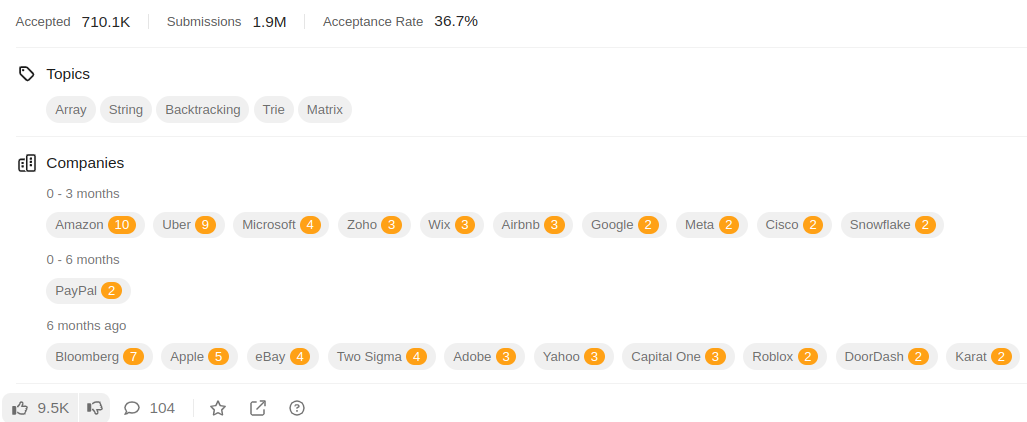 Accepted 710.1K Submissions 1.9M Acceptance Rate 36.7%
Topics
Array String Backtracking Trie Matrix
Companies
0 - 3 months
Amazon 10 Uber 9 Microsoft 4 Zoho 3 Wix 3 Airbnb 3 Google 2 Meta 2 Cisco 2 Snowflake 2
0 - 6 months
PayPal 2
6 months ago
Bloomberg 7 Apple 5 eBay 4 Two Sigma 4 Adobe 3 Yahoo 3 Capital One 3 Roblox 2 DoorDash 2 Karat 2
9.5K 104